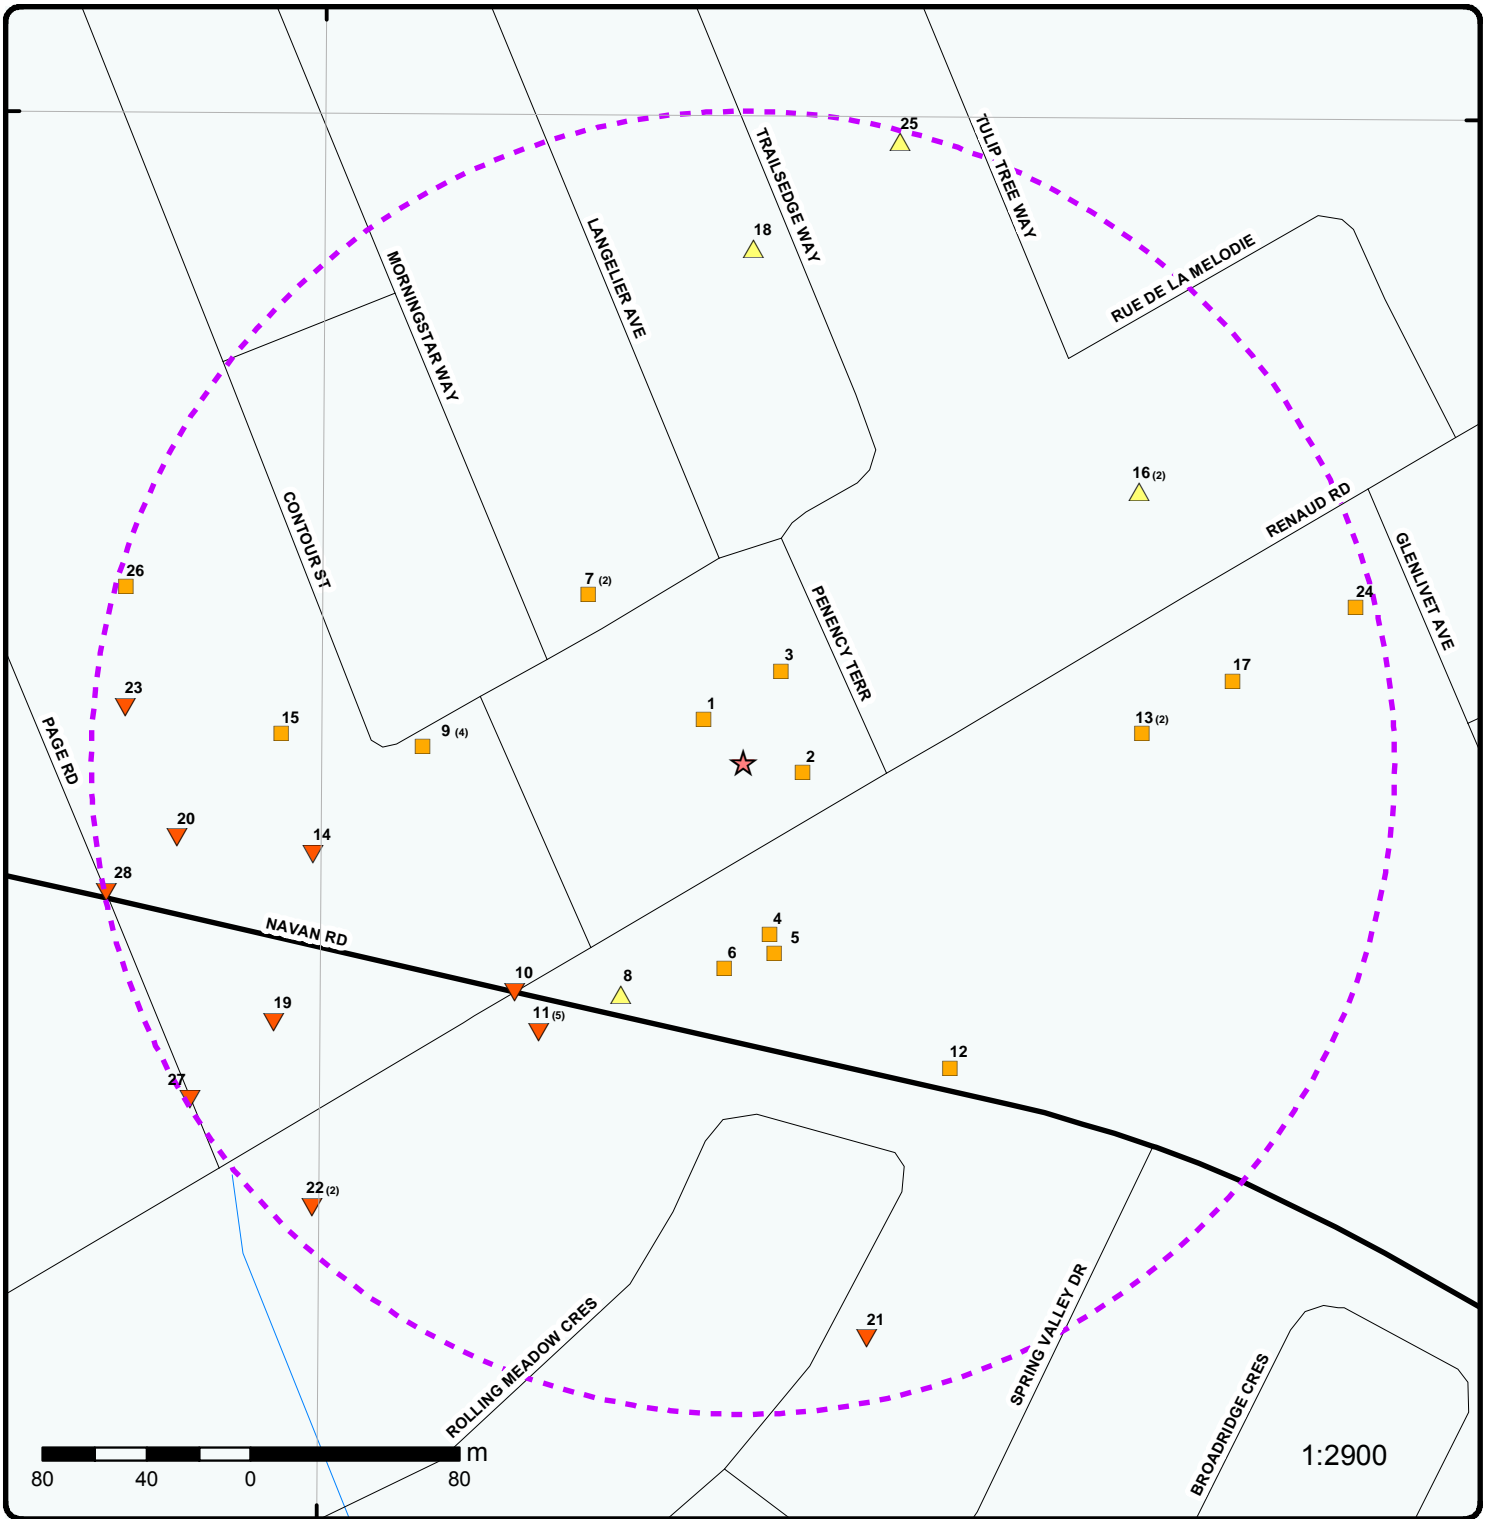 25
TULIP TREE WAY
TRAILSEDGE WAY
18
LANGELIER AVE
RUE DE LA MELODIE
MORNINGSTAR WAY
16 (2)
RENAUD RD
CONTOUR ST
GLENLIVET AVE
26
7 (2)
PENENCY TERR
24
3
17
23
1
15
9 (4)
13 (2)
PAGE RD
2
20
14
28
NAVAN RD
4
5
6
10
8
19
11 (5)
12
27
22 (2)
21
SPRING VALLEY DR
ROLLING MEADOW CRES
BROADRIDGE CRES
m
1:2900
80 40 0 80